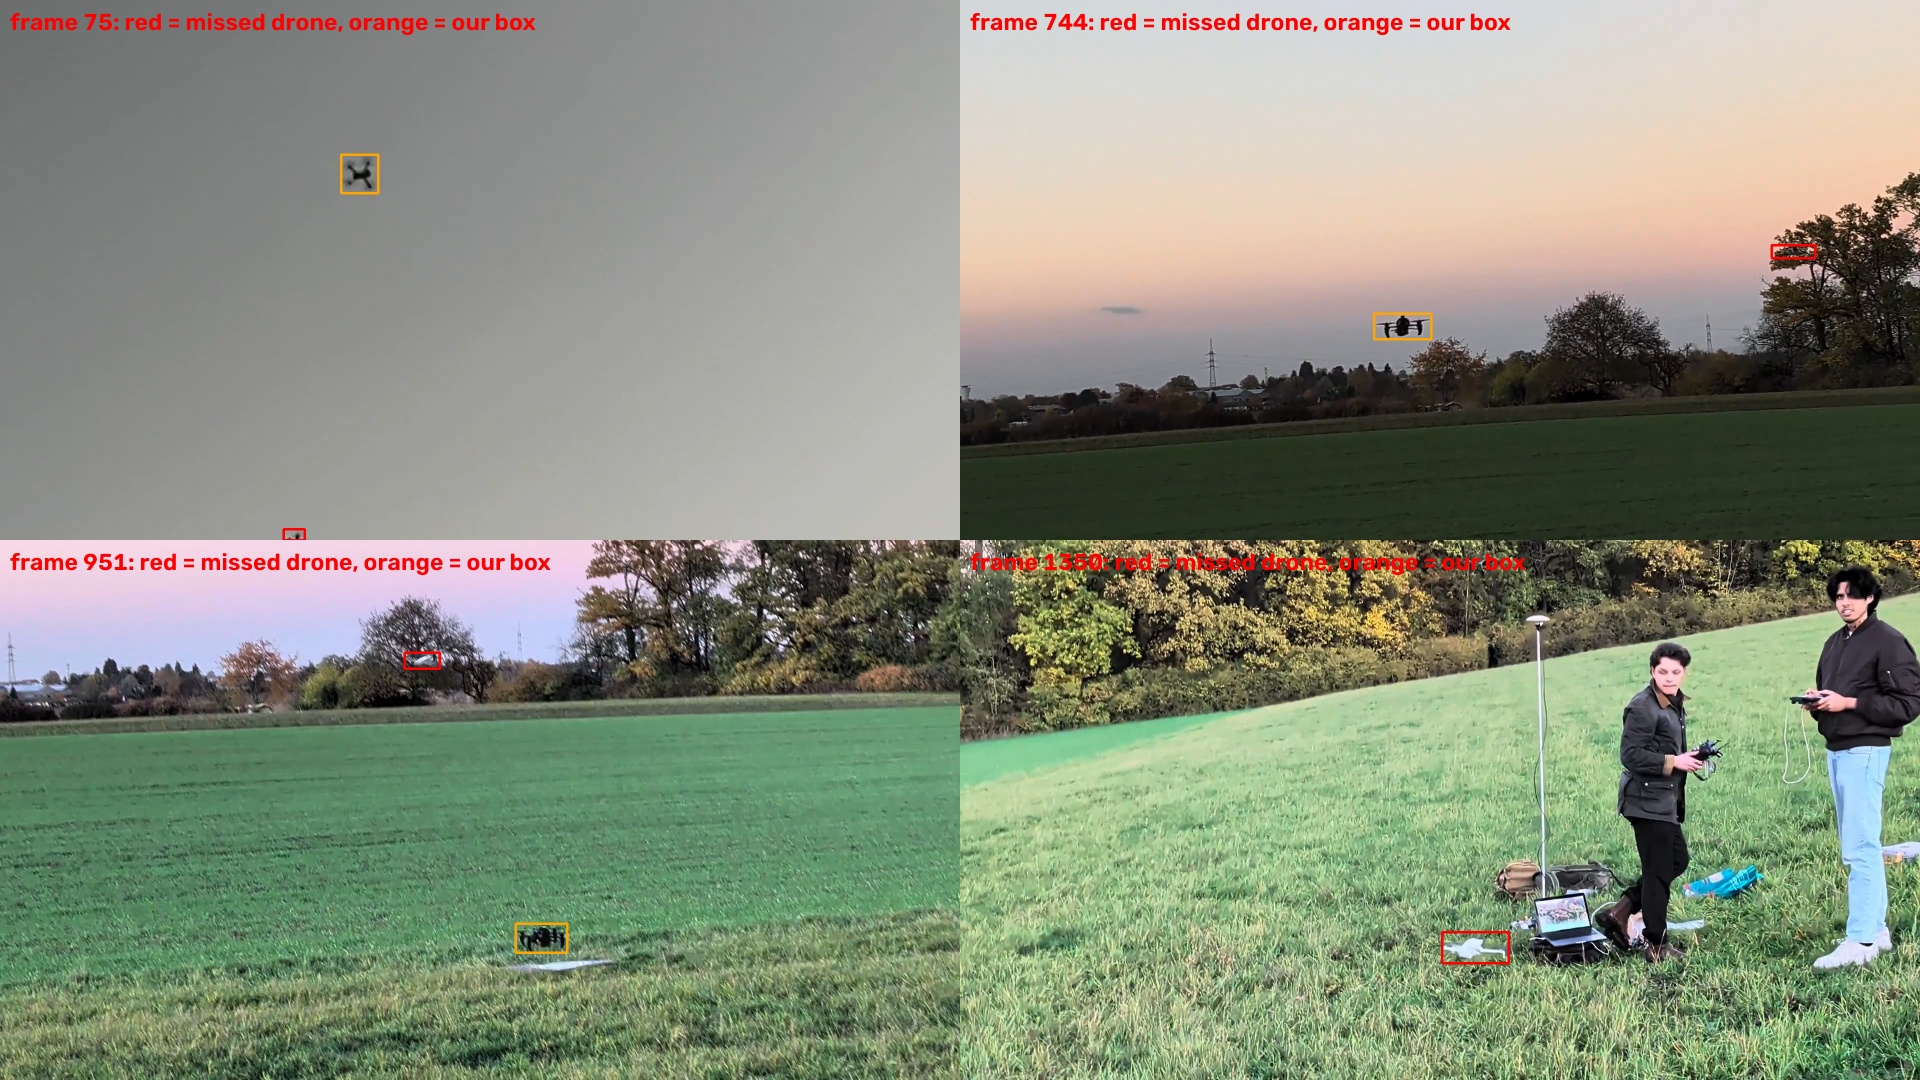 frame 75: red = missed drone, orange = our box
frame 744: red = missed drone, orange = our box
frame 951: red = missed drone, orange = our box
frame 1350: red = missed drone, orange = our box